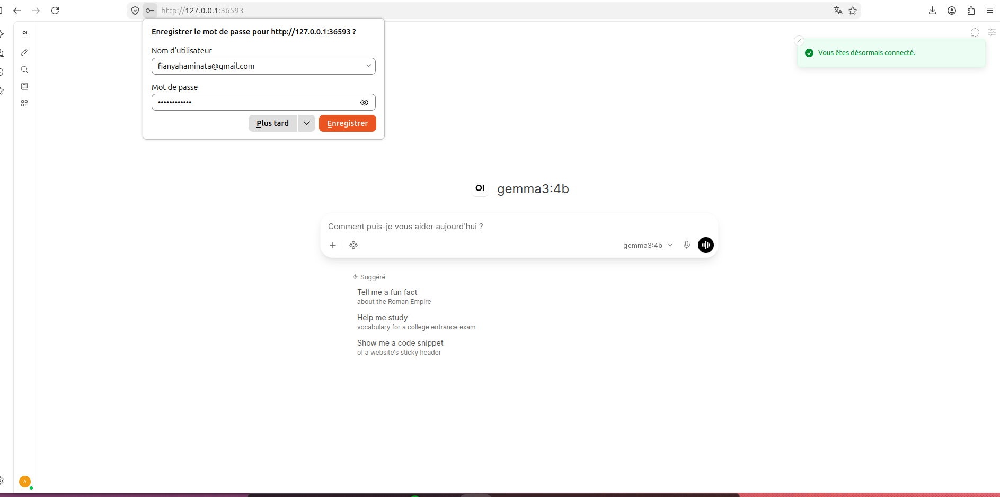 http://127.0.0.1:36593
Enregistrer le mot de passe pour http://127.0.0.1:36593 ?
Nom d’utilisateur
fianyahaminata@gmail.com
Mot de passe
••••••••••••
Plus tard
Enregistrer
OI
Vous êtes désormais connecté.
OI gemma3:4b
Comment puis-je vous aider aujourd'hui ?
gemma3:4b
Suggéré
Tell me a fun fact
about the Roman Empire
Help me study
vocabulary for a college entrance exam
Show me a code snippet
of a website's sticky header
A